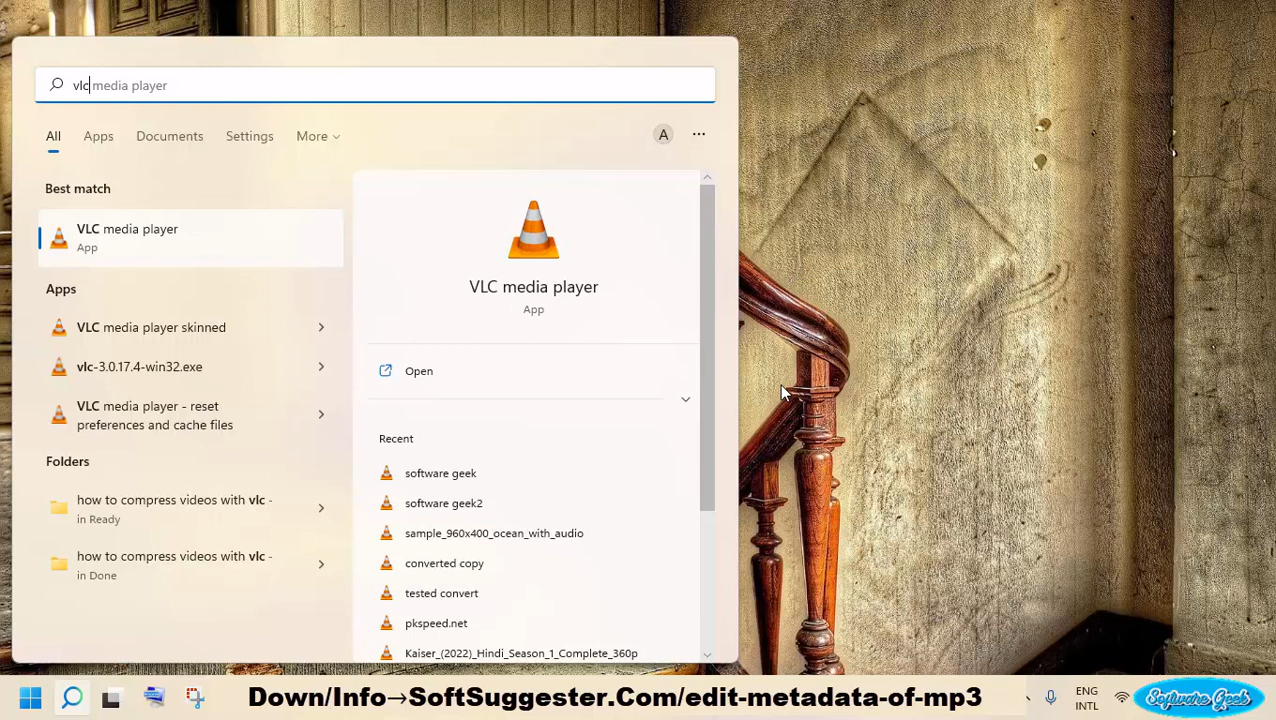 vlc media player
All Apps Documents Settings More A ...
Best match
VLC media player
App
Apps
VLC media player skinned
vlc-3.0.17.4-win32.exe
VLC media player - reset
preferences and cache files
Folders
how to compress videos with vlc -
in Ready
how to compress videos with vlc -
in Done
VLC media player
App
Open
Recent
software geek
software geek2
sample_960x400_ocean_with_audio
converted copy
tested convert
pkspeed.net
Kaiser_(2022)_Hindi_Season_1_Complete_360p
Down/Info→SoftSuggester.Com/edit-metadata-of-mp3
ENG
INTL
Software Geek